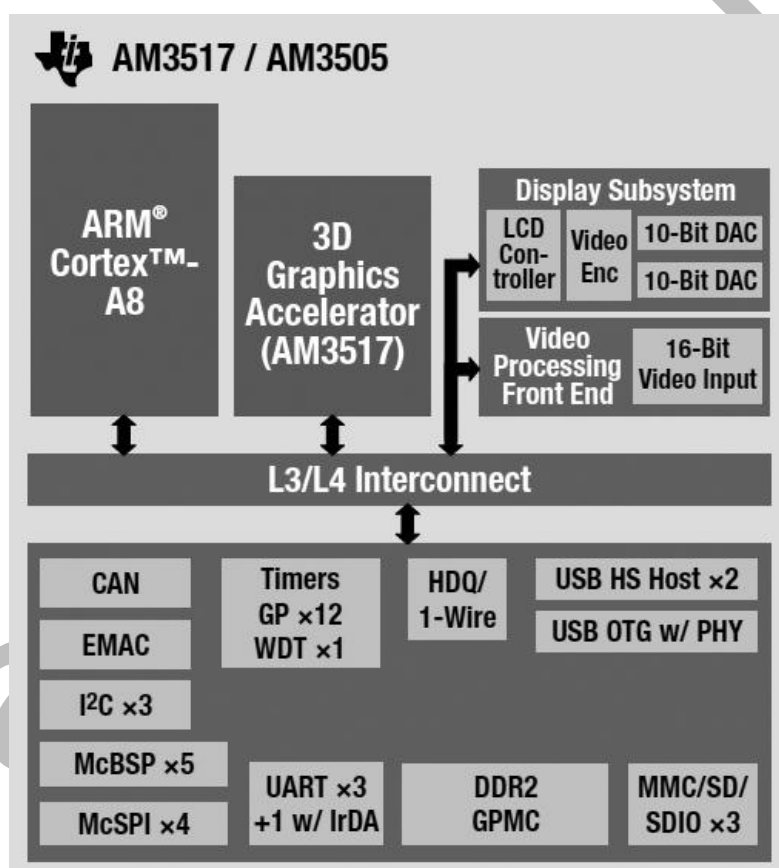 AM3517 / AM3505
ARM®
Cortex™-
A8
3D
Graphics
Accelerator
(AM3517)
Display Subsystem
LCD
Con-
troller
Video
Enc
10-Bit DAC
10-Bit DAC
Video
Processing
Front End
16-Bit
Video Input
L3/L4 Interconnect
CAN
EMAC
I²C ×3
McBSP ×5
McSPI ×4
Timers
GP ×12
WDT ×1
HDQ/
1-Wire
USB HS Host ×2
USB OTG w/ PHY
UART ×3
+1 w/ IrDA
DDR2
GPMC
MMC/SD/
SDIO ×3